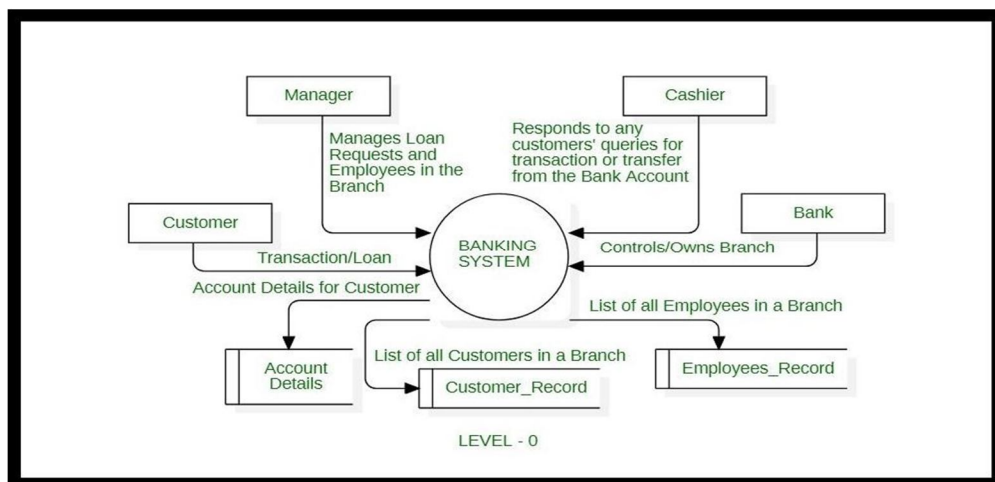 Manager
Cashier
Manages Loan
Requests and
Employees in the
Branch
Responds to any
customers' queries for
transaction or transfer
from the Bank Account
Customer
Bank
BANKING
SYSTEM
Transaction/Loan
Controls/Owns Branch
Account Details for Customer
List of all Employees in a Branch
List of all Customers in a Branch
Account
Details
Customer_Record
Employees_Record
LEVEL - 0